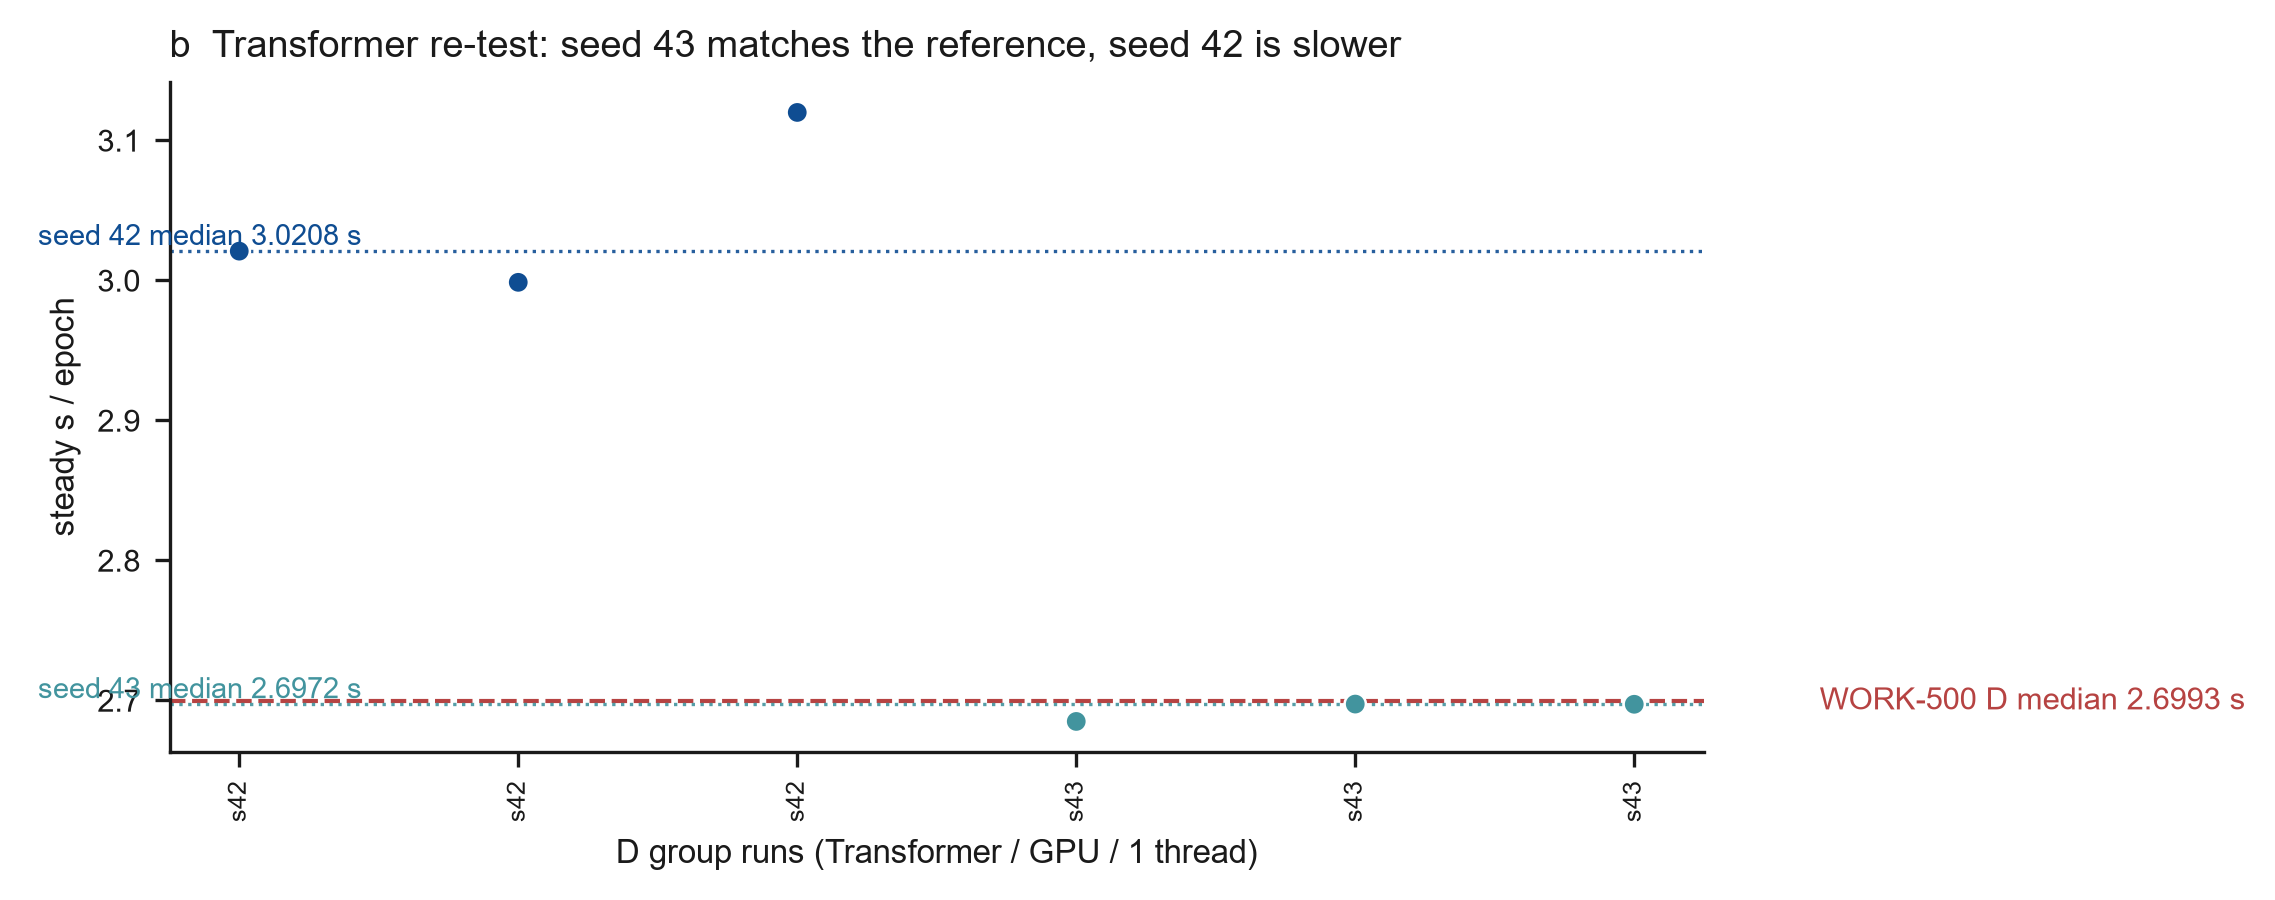 b Transformer re-test: seed 43 matches the reference, seed 42 is slower
3.1
seed 42 median 3.0208 s
3.0
steady s / epoch
2.9
2.8
seed 43 median 2.6972 s
2.7
WORK-500 D median 2.6993 s
s42
s42
s42
s43
s43
s43
D group runs (Transformer / GPU / 1 thread)